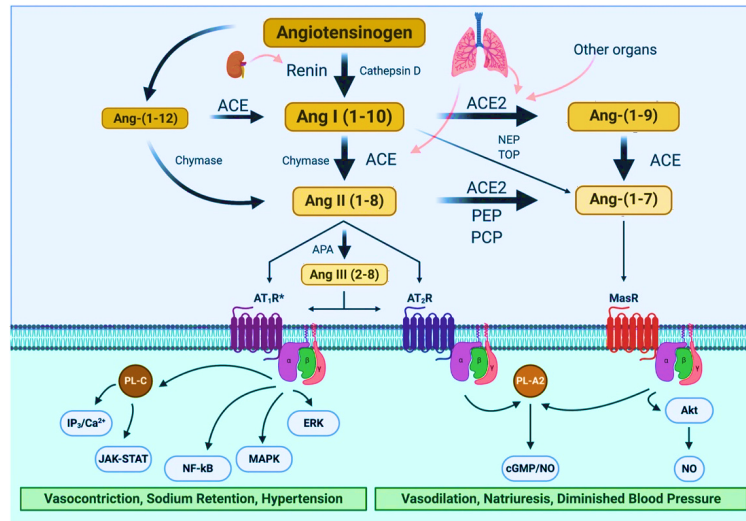 Angiotensinogen
Other organs
Renin
Cathepsin D
Ang-(1-12)
ACE
Ang I (1-10)
ACE2
Ang-(1-9)
Chymase
Chymase
ACE
NEP
TOP
ACE
Ang II (1-8)
ACE2
PEP
PCP
Ang-(1-7)
APA
Ang III (2-8)
AT₁R*
AT₂R
MasR
α
β
γ
α
β
γ
α
β
γ
PL-C
PL-A2
IP₃/Ca²⁺
ERK
Akt
JAK-STAT
NF-kB
MAPK
cGMP/NO
NO
Vasocontriction, Sodium Retention, Hypertension
Vasodilation, Natriuresis, Diminished Blood Pressure